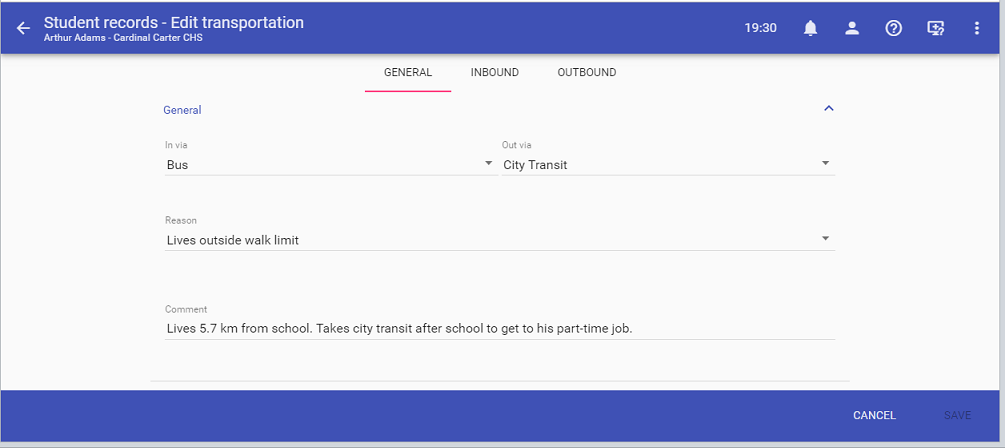 Student records - Edit transportation
Arthur Adams - Cardinal Carter CHS
19:30
GENERAL INBOUND OUTBOUND
General
In via Out via
Bus City Transit
Reason
Lives outside walk limit
Comment
Lives 5.7 km from school. Takes city transit after school to get to his part-time job.
CANCEL SAVE